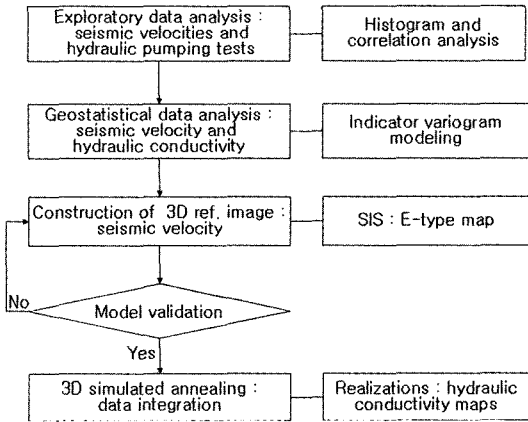 Exploratory data analysis :
seismic velocities and
hydraulic pumping tests
Histogram and
correlation analysis
Geostatistical data analysis :
seismic velocity and
hydraulic conductivity
Indicator variogram
modeling
Construction of 3D ref. image :
seismic velocity
SIS : E-type map
No
Model validation
Yes
3D simulated annealing :
data integration
Realizations : hydraulic
conductivity maps